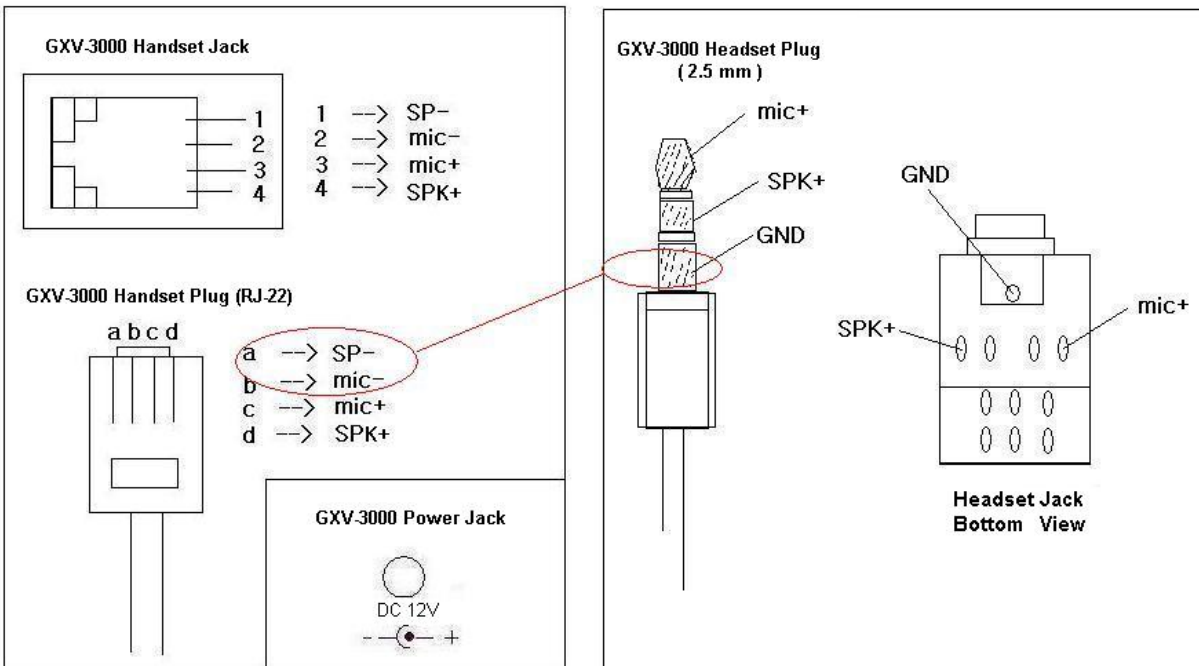 GXV-3000 Handset Jack
1
2
3
4
1 --> SP-
2 --> mic-
3 --> mic+
4 --> SPK+
GXV-3000 Handset Plug (RJ-22)
a b c d
a --> SP-
b --> mic-
c --> mic+
d --> SPK+
GXV-3000 Power Jack
DC 12V
- +
GXV-3000 Headset Plug
( 2.5 mm )
mic+
SPK+
GND
GND
SPK+
mic+
Headset Jack
Bottom View